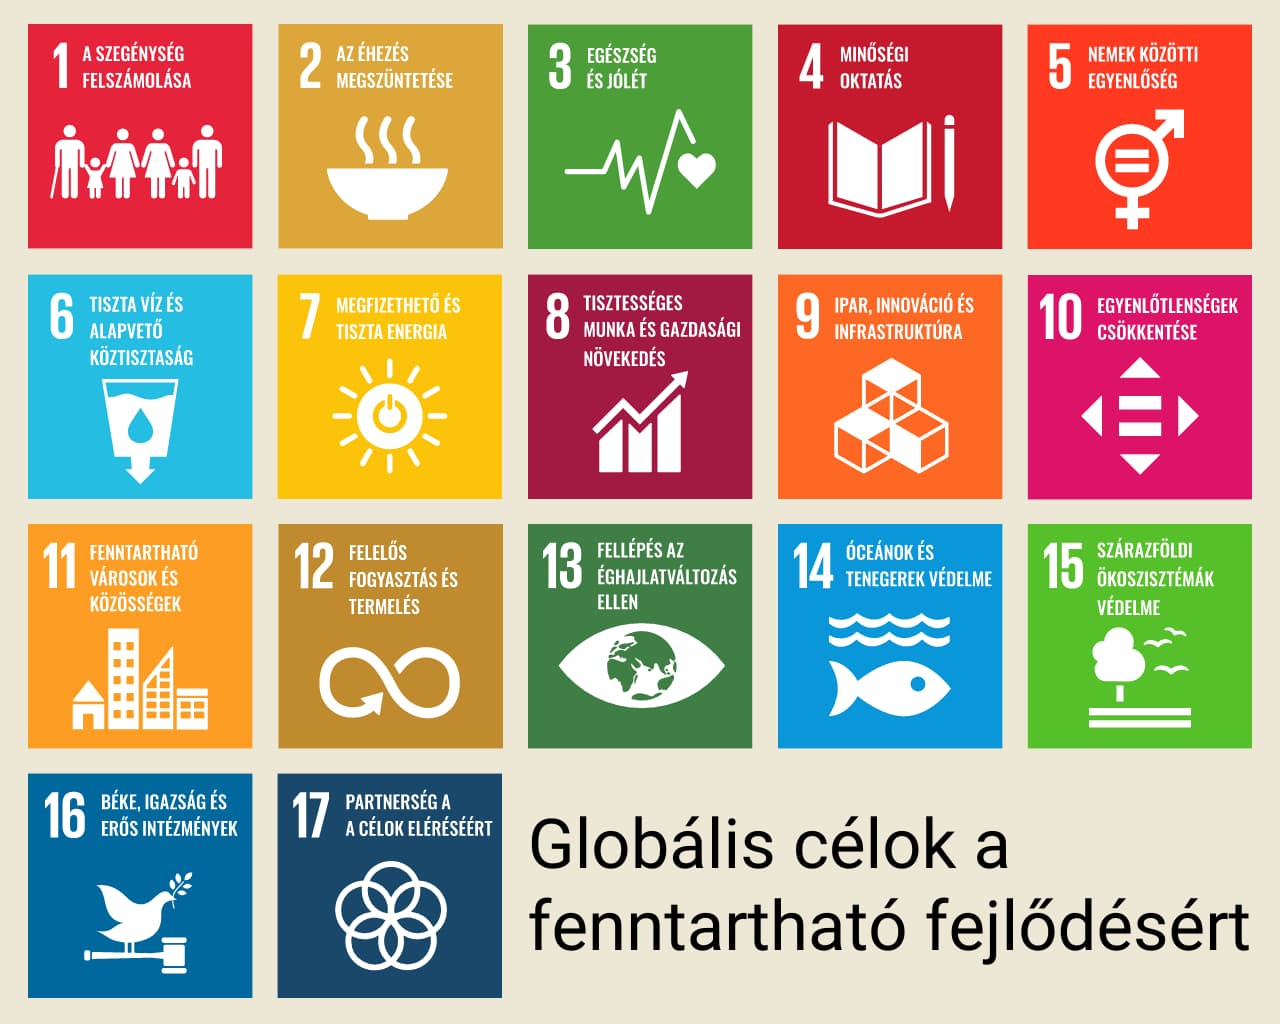 1 A SZEGÉNYSÉG
FELSZÁMOLÁSA
2 AZ ÉHEZÉS
MEGSZÜNTETÉSE
3 EGÉSZSÉG
ÉS JÓLÉT
4 MINŐSÉGI
OKTATÁS
5 NEMEK KÖZÖTTI
EGYENLŐSÉG
6 TISZTA VÍZ ÉS
ALAPVETŐ
KÖZTISZTASÁG
7 MEGFIZETHETŐ ÉS
TISZTA ENERGIA
8 TISZTESSÉGES
MUNKA ÉS GAZDASÁGI
NÖVEKEDÉS
9 IPAR, INNOVÁCIÓ ÉS
INFRASTRUKTÚRA
10 EGYENLŐTLENSÉGEK
CSÖKKENTÉSE
11 FENNTARTHATÓ
VÁROSOK ÉS
KÖZÖSSÉGEK
12 FELELŐS
FOGYASZTÁS ÉS
TERMELÉS
13 FELLÉPÉS AZ
ÉGHAJLATVÁLTOZÁS
ELLEN
14 ÓCEÁNOK ÉS
TENEGEREK VÉDELME
15 SZÁRAZFÖLDI
ÖKOSZISZTÉMÁK
VÉDELME
16 BÉKE, IGAZSÁG ÉS
ERŐS INTÉZMÉNYEK
17 PARTNERSÉG A
A CÉLOK ELÉRÉSÉÉRT
Globális célok a
fenntartható fejlődésért